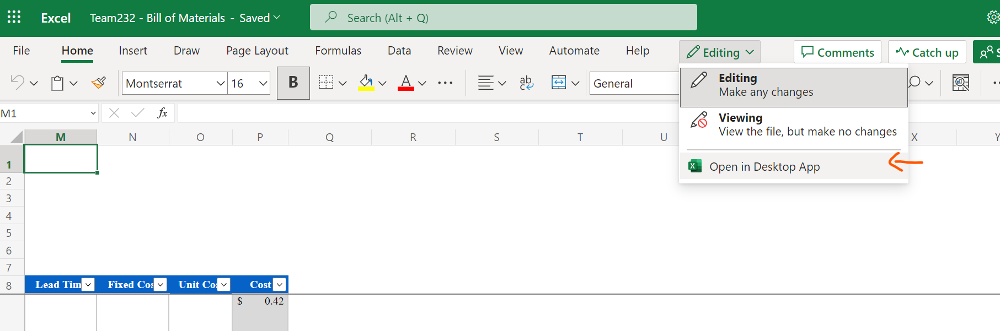 Excel Team232 - Bill of Materials - Saved Search (Alt + Q)
File Home Insert Draw Page Layout Formulas Data Review View Automate Help Editing Comments Catch up S
Montserrat 16 B A ab c General
Editing
Make any changes
Viewing
View the file, but make no changes
Open in Desktop App
M1 fx
M N O P Q R S T U X Y
1
2
3
4
5
6
7
8 Lead Tim Fixed Cos Unit Cos Cost
$ 0.42